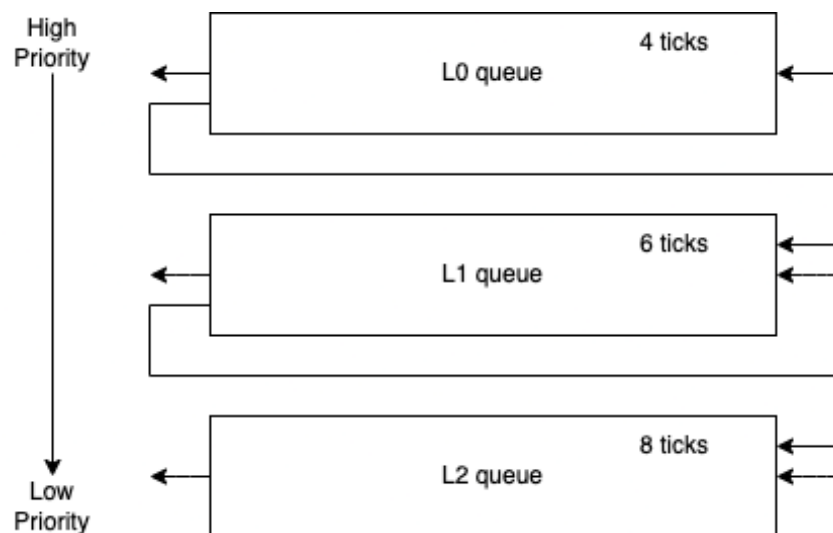 High
Priority
4 ticks
L0 queue
6 ticks
L1 queue
8 ticks
L2 queue
Low
Priority